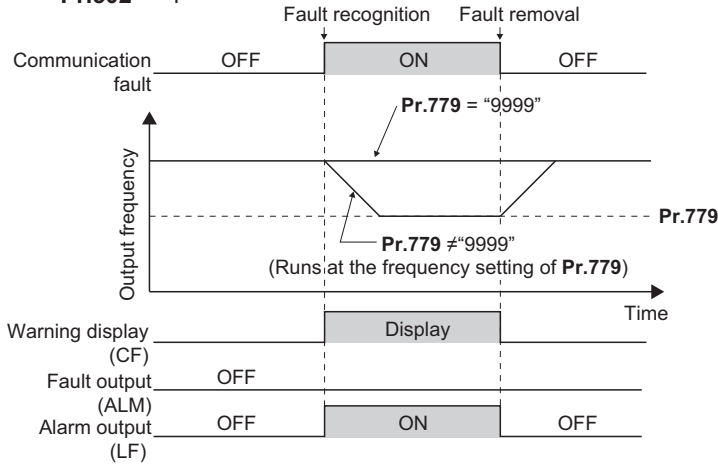 Fault recognition Fault removal
Communication fault OFF ON OFF
Pr.779 = “9999”
Output frequency
Pr.779
Pr.779 ≠“9999”
(Runs at the frequency setting of Pr.779)
Time
Warning display (CF) Display
Fault output (ALM) OFF
Alarm output (LF) OFF ON OFF